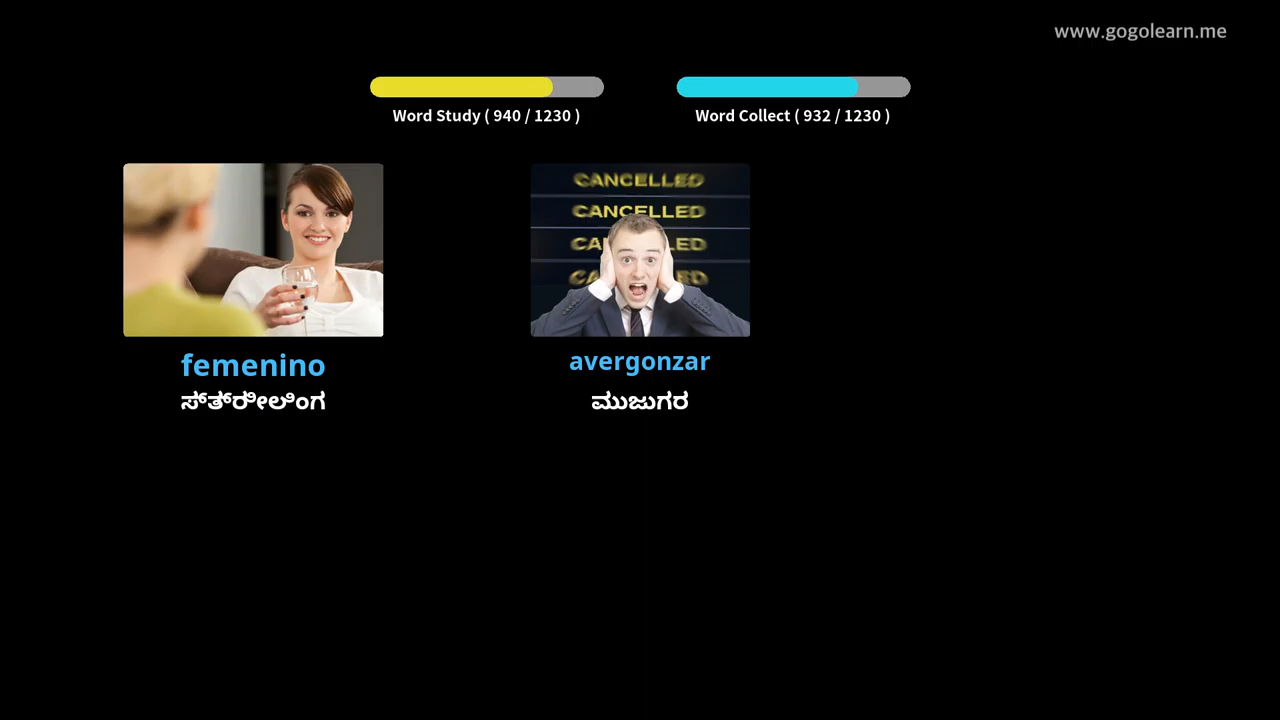 www.gogolearn.me
Word Study ( 940 / 1230 )
Word Collect ( 932 / 1230 )
CANCELLED
CANCELLED
femenino
ಸ್ತ್ರೀಲಿಂಗ
avergonzar
ಮುಜುಗರ